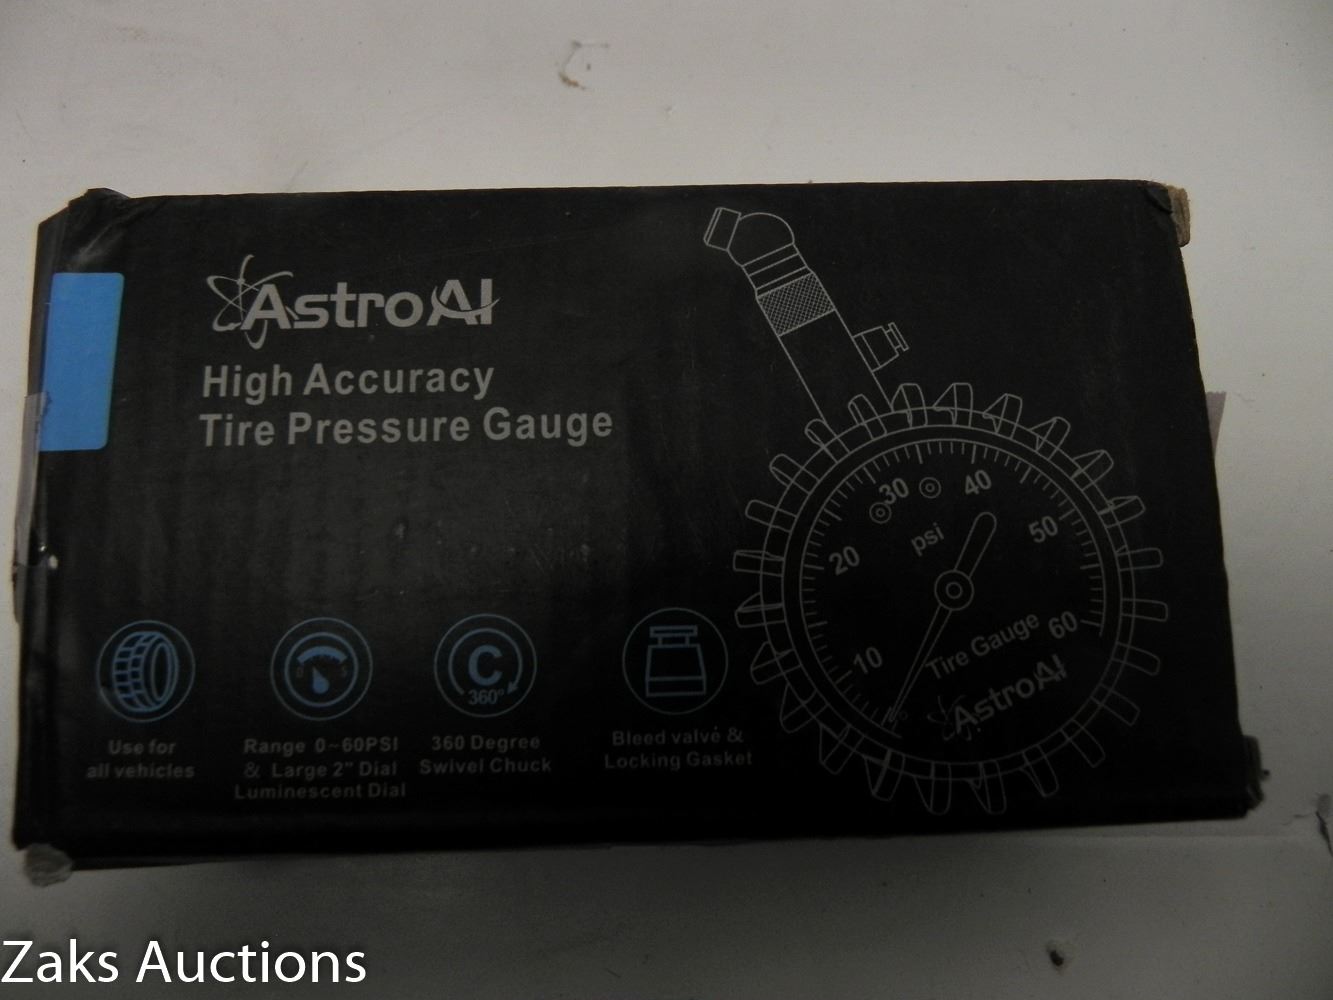 AstroAI
High Accuracy
Tire Pressure Gauge
30
40
20
psi
50
10
60
Tire Gauge
AstroAI
C
360°
Use for
all vehicles
Range 0~60PSI
& Large 2" Dial
Luminescent Dial
360 Degree
Swivel Chuck
Bleed valve &
Locking Gasket
Zaks Auctions